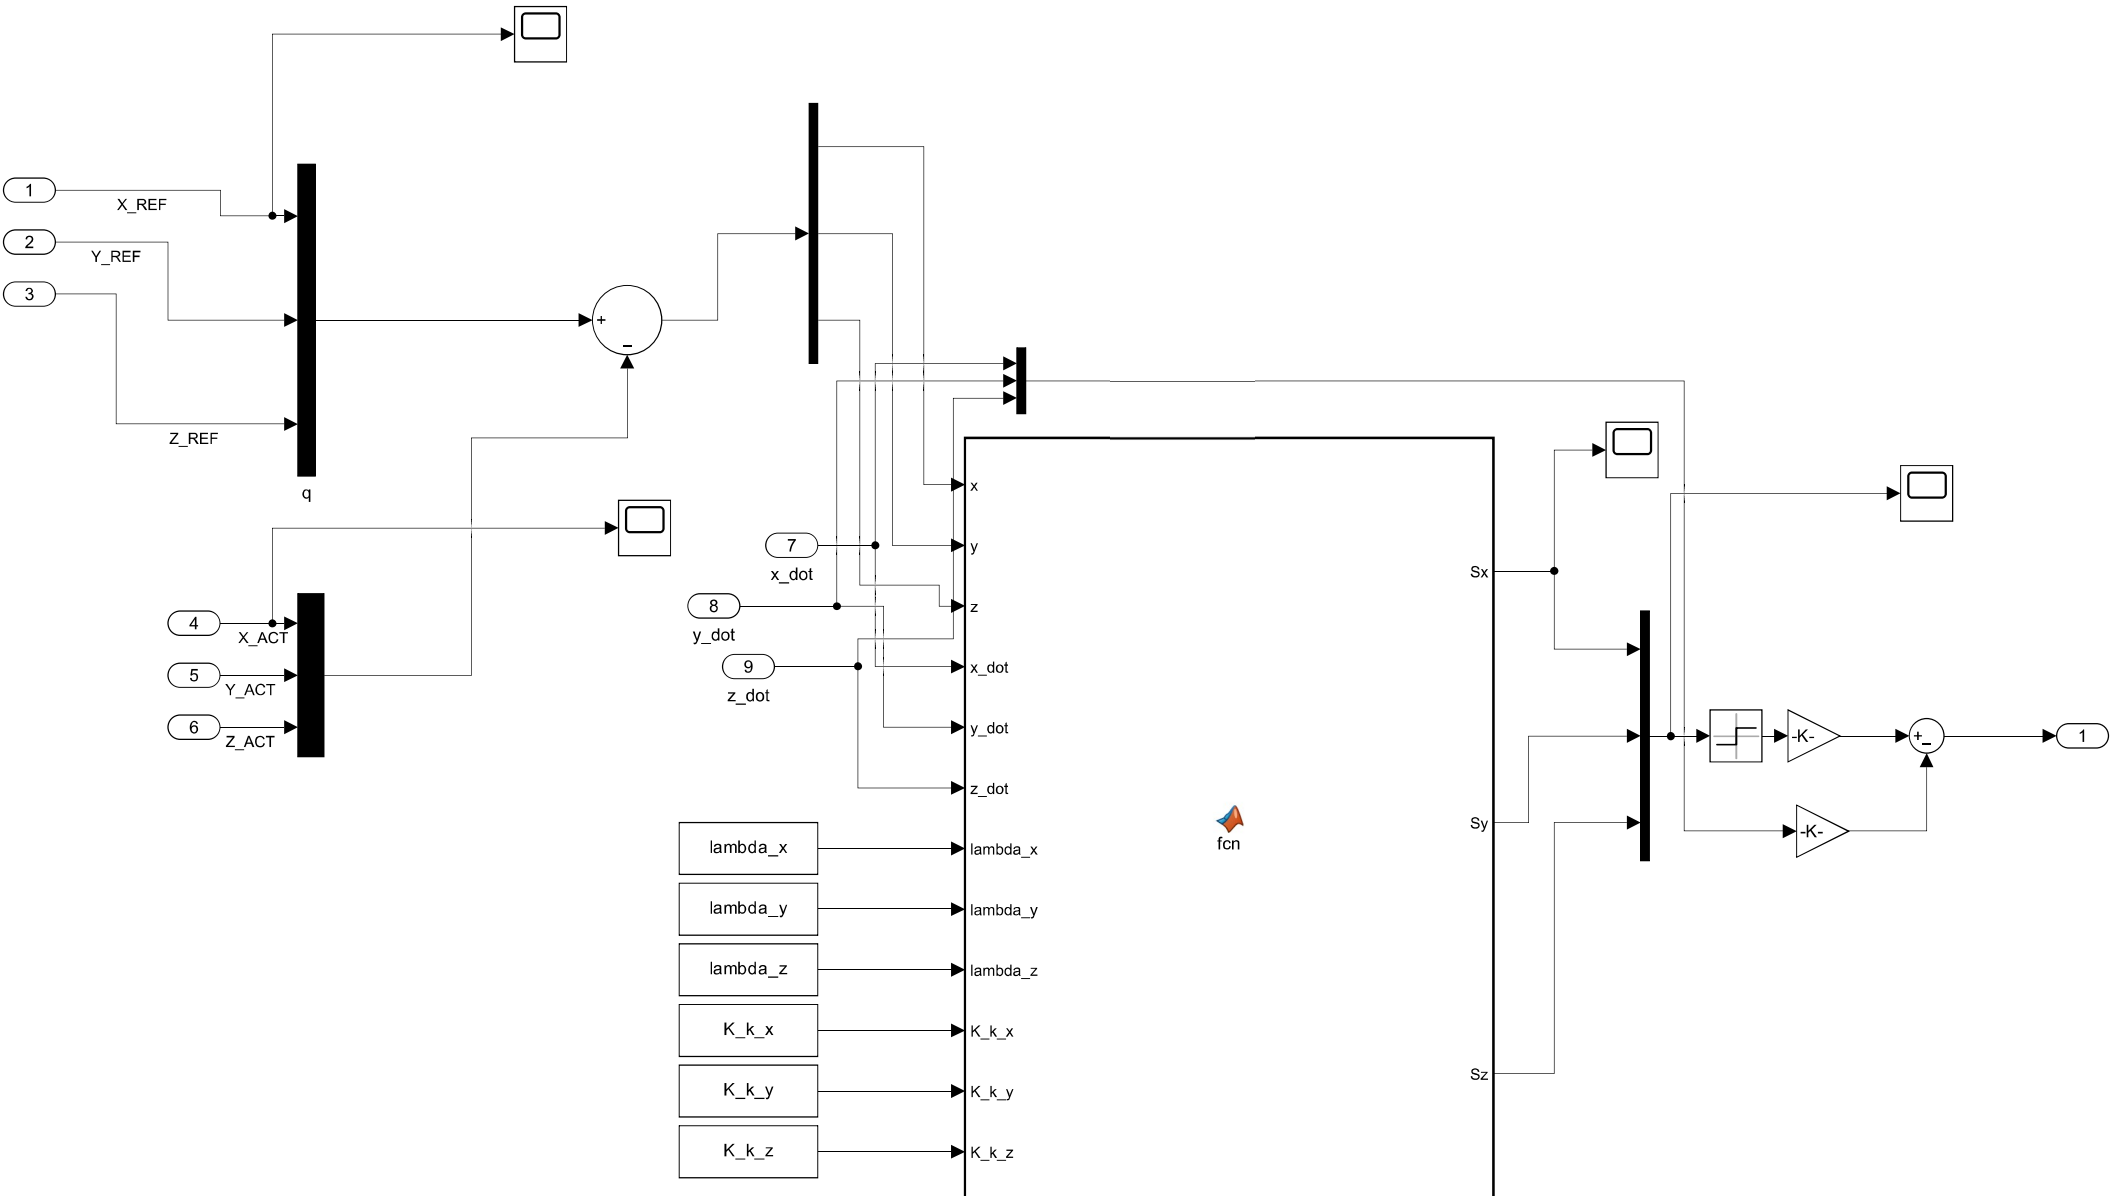 1
X_REF
2
Y_REF
3
Z_REF
q
+
−
4
X_ACT
5
Y_ACT
6
Z_ACT
7
x_dot
8
y_dot
9
z_dot
lambda_x
lambda_y
lambda_z
K_k_x
K_k_y
K_k_z
x
y
z
x_dot
y_dot
z_dot
lambda_x
lambda_y
lambda_z
K_k_x
K_k_y
K_k_z
fcn
Sx
Sy
Sz
-K-
-K-
+
−
1